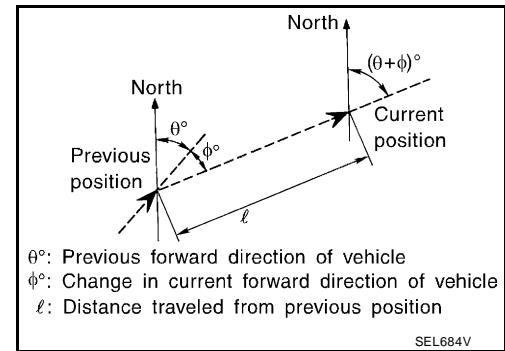 North
(θ+ϕ)°
North
θ°
ϕ°
Current
position
Previous
position
ℓ
θ°: Previous forward direction of vehicle
ϕ°: Change in current forward direction of vehicle
ℓ: Distance traveled from previous position
SEL684V